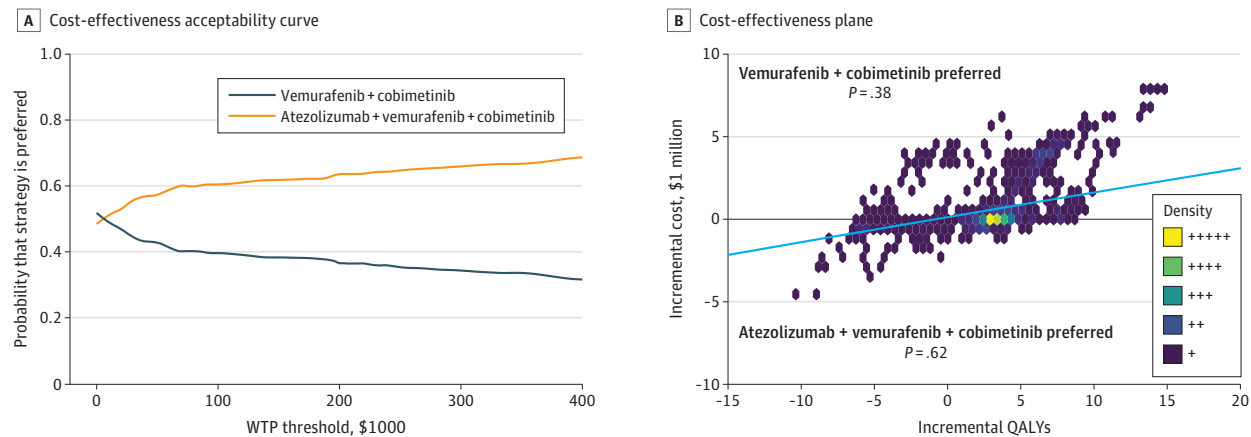 A Cost-effectiveness acceptability curve
1.0
0.8
0.6
0.4
0.2
0
Probability that strategy is preferred
Vemurafenib + cobimetinib
Atezolizumab + vemurafenib + cobimetinib
0
100
200
300
400
WTP threshold, $1000
B Cost-effectiveness plane
10
5
0
-5
-10
Incremental cost, $1 million
Vemurafenib + cobimetinib preferred
P = .38
Atezolizumab + vemurafenib + cobimetinib preferred
P = .62
Density
+++++
++++
+++
++
+
-15
-10
-5
0
5
10
15
20
Incremental QALYs